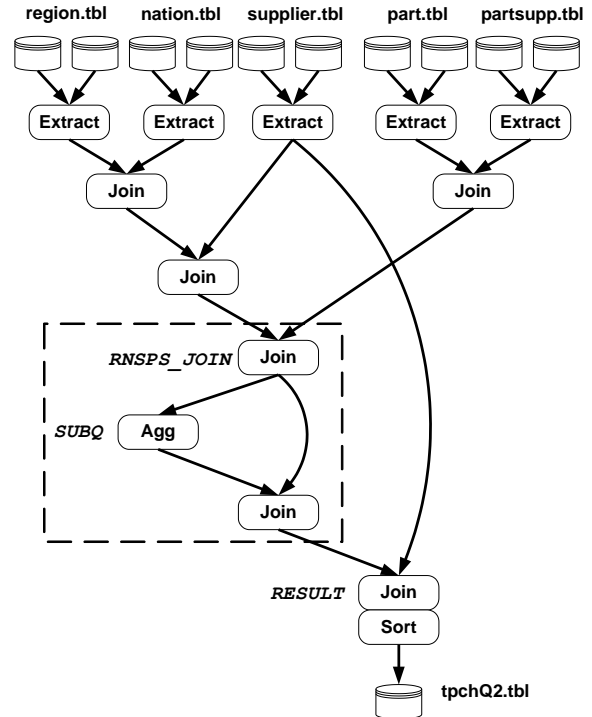 region.tbl nation.tbl supplier.tbl part.tbl partsupp.tbl
Extract Extract Extract Extract Extract
Join Join
Join
RNSPS_JOIN Join
SUBQ Agg
Join
RESULT Join
Sort
tpchQ2.tbl